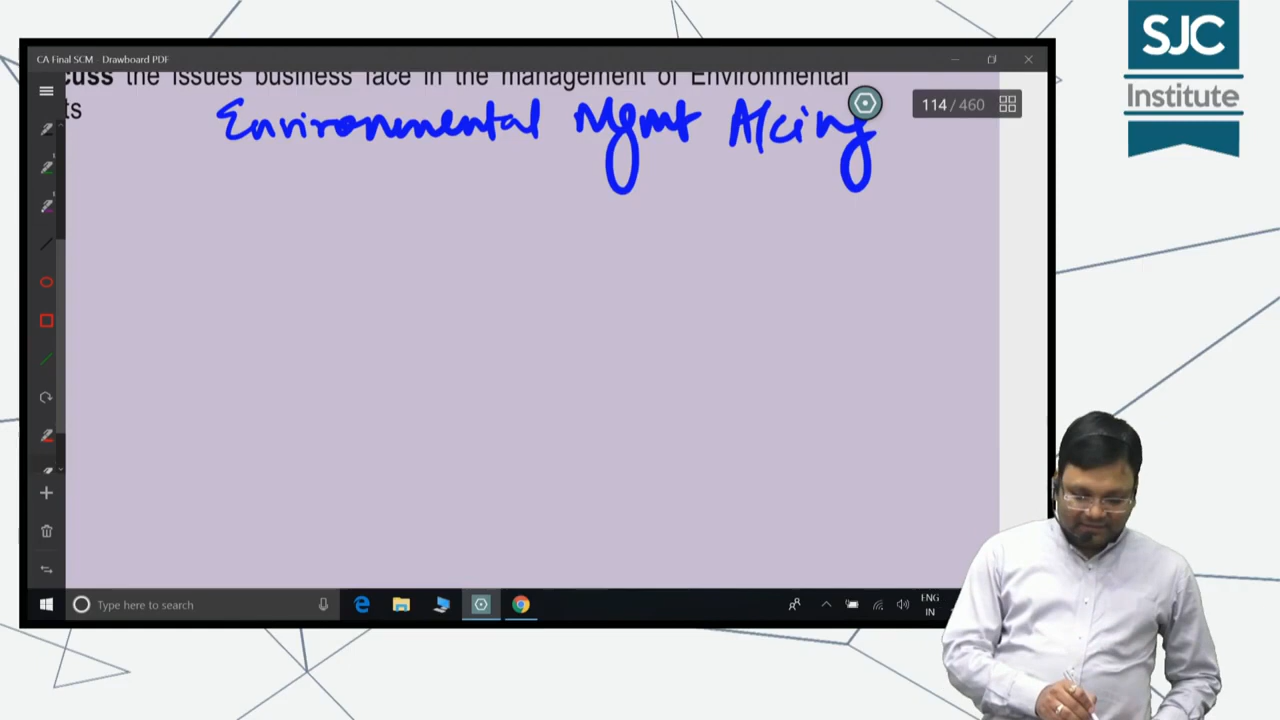 SJC
Institute
CA Final SCM - Drawboard PDF
cuss the issues business face in the management of Environmental
ts
114 / 460
Environmental Mgmt A/cing
Type here to search
ENG
IN